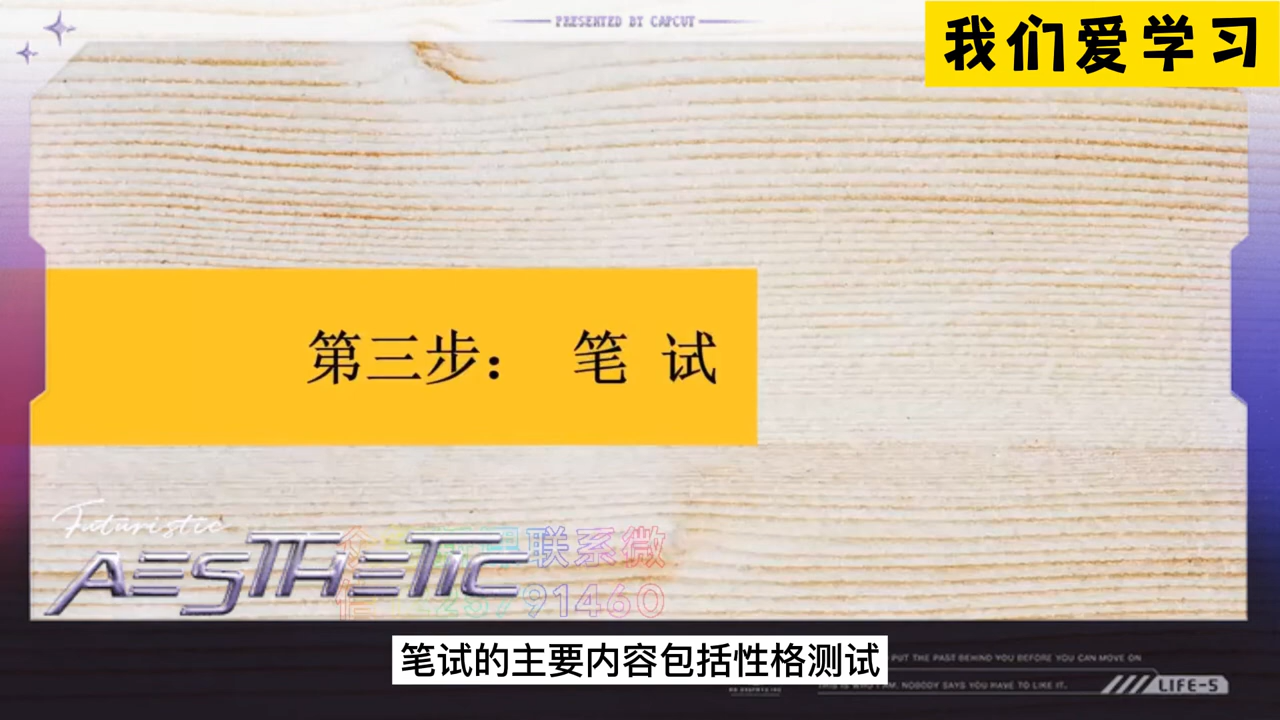 PRESENTED BY CAPCUT
我们爱学习
第三步： 笔 试
Futuristic
AESTHETIC
联系微
91460
笔试的主要内容包括性格测试
PUT THE PAST BEHIND YOU BEFORE YOU CAN MOVE ON
THIS IS WHO I AM. NOBODY SAYS YOU HAVE TO LIKE IT.
LIFE-S